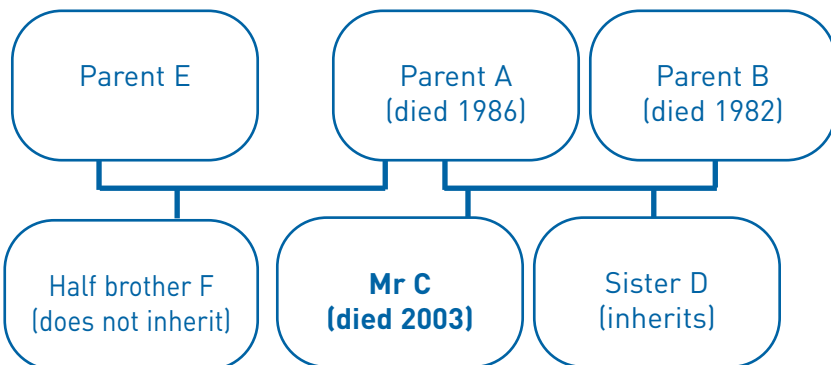 Parent E
Parent A
(died 1986)
Parent B
(died 1982)
Half brother F
(does not inherit)
Mr C
(died 2003)
Sister D
(inherits)